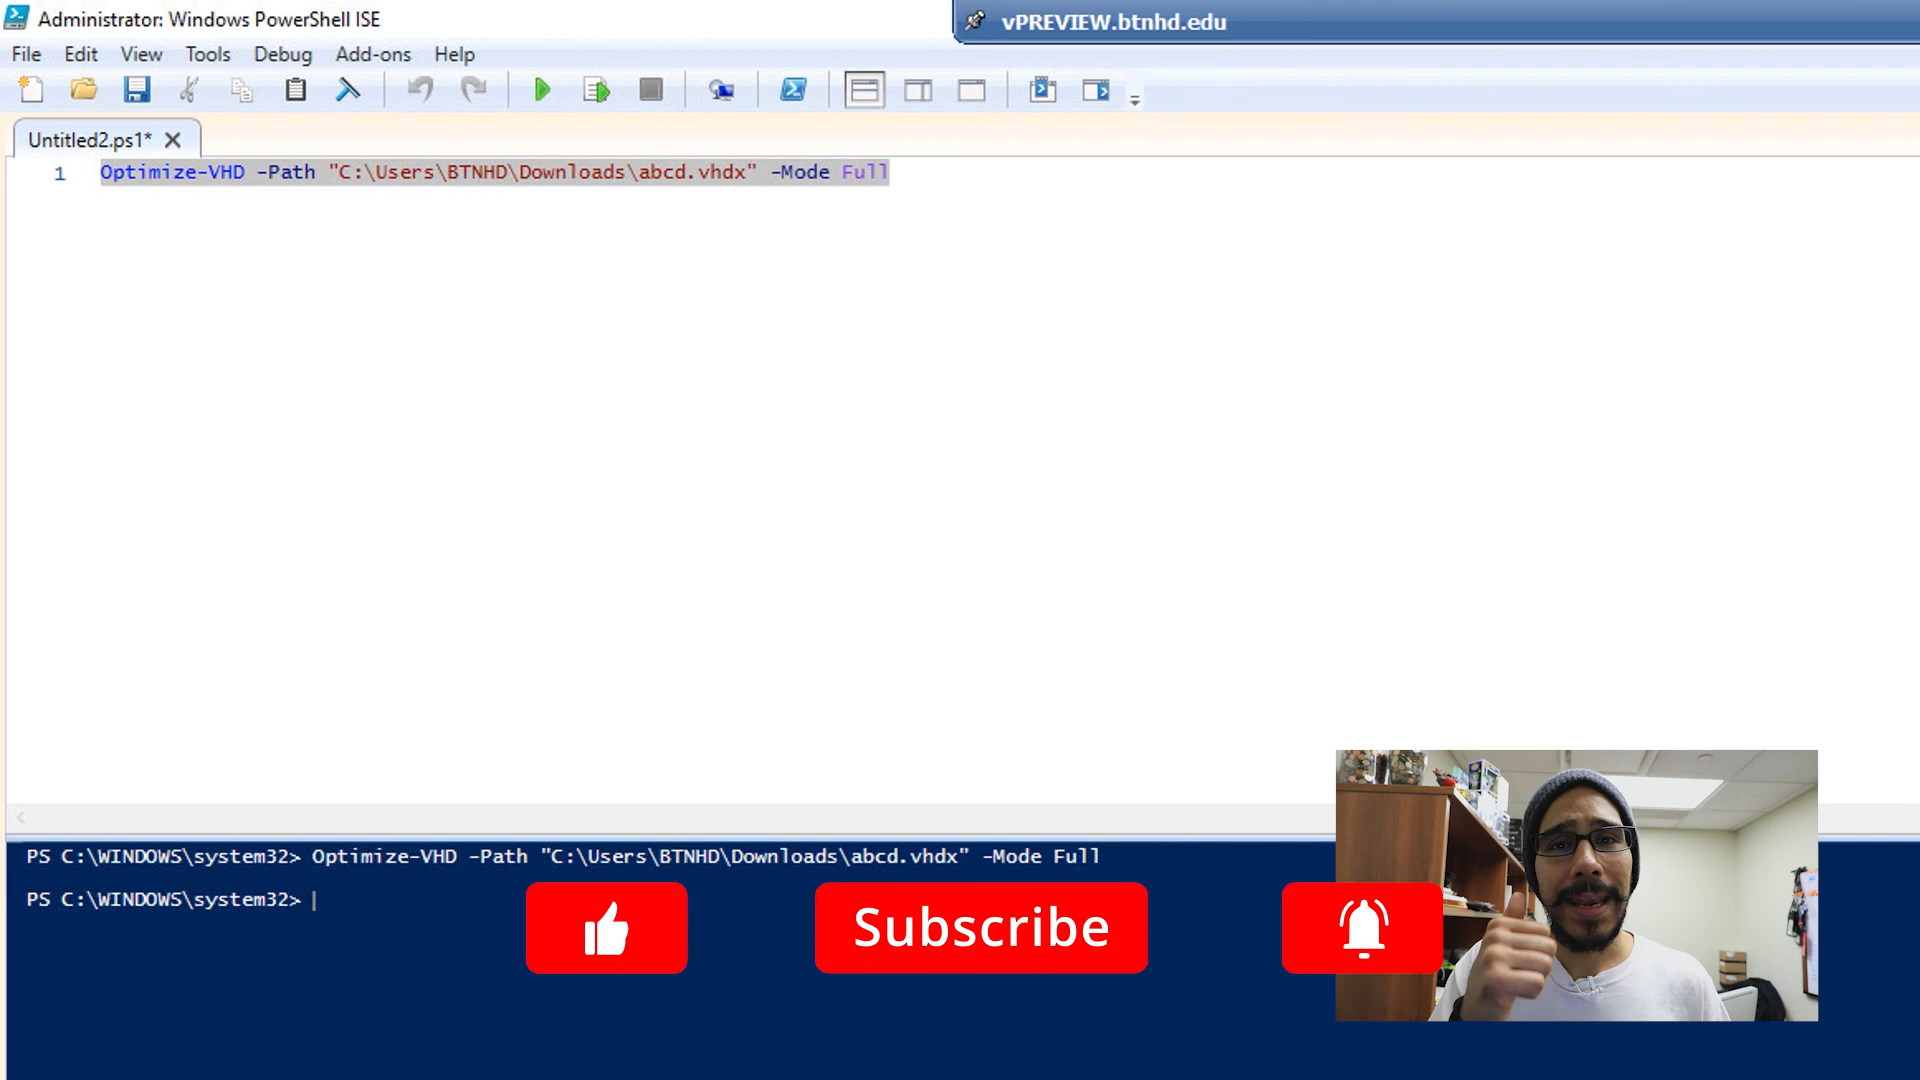 Administrator: Windows PowerShell ISE
vPREVIEW.btnhd.edu
File Edit View Tools Debug Add-ons Help
Untitled2.ps1*
1 Optimize-VHD -Path "C:\Users\BTNHD\Downloads\abcd.vhdx" -Mode Full
PS C:\WINDOWS\system32> Optimize-VHD -Path "C:\Users\BTNHD\Downloads\abcd.vhdx" -Mode Full
PS C:\WINDOWS\system32>
Subscribe